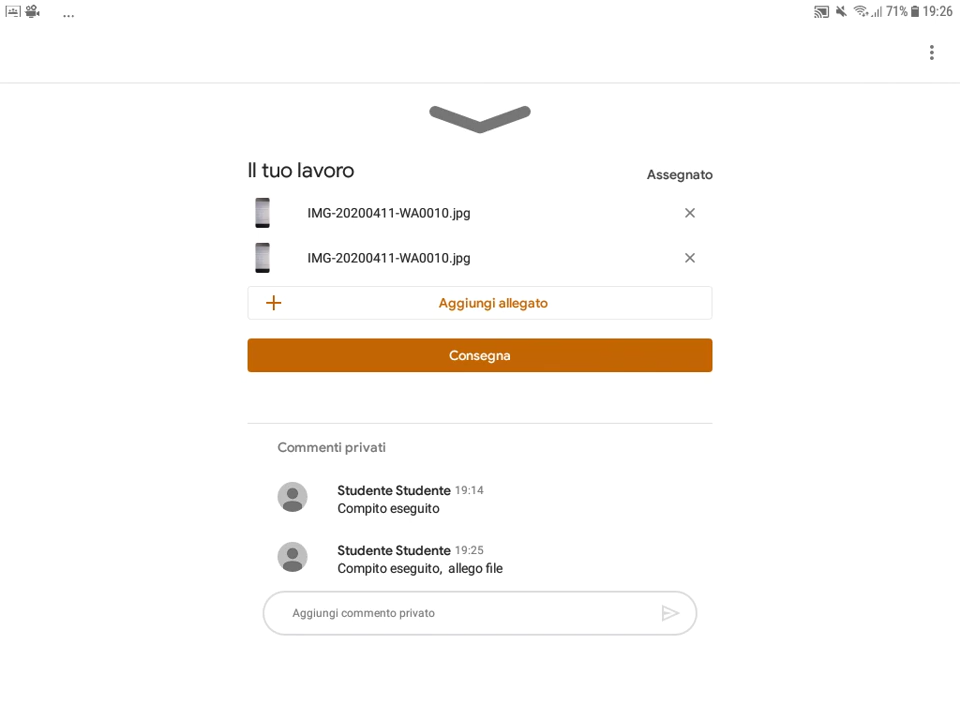 ...
71% 19:26
Il tuo lavoro
Assegnato
IMG-20200411-WA0010.jpg
IMG-20200411-WA0010.jpg
Aggiungi allegato
Consegna
Commenti privati
Studente Studente 19:14
Compito eseguito
Studente Studente 19:25
Compito eseguito, allego file
Aggiungi commento privato